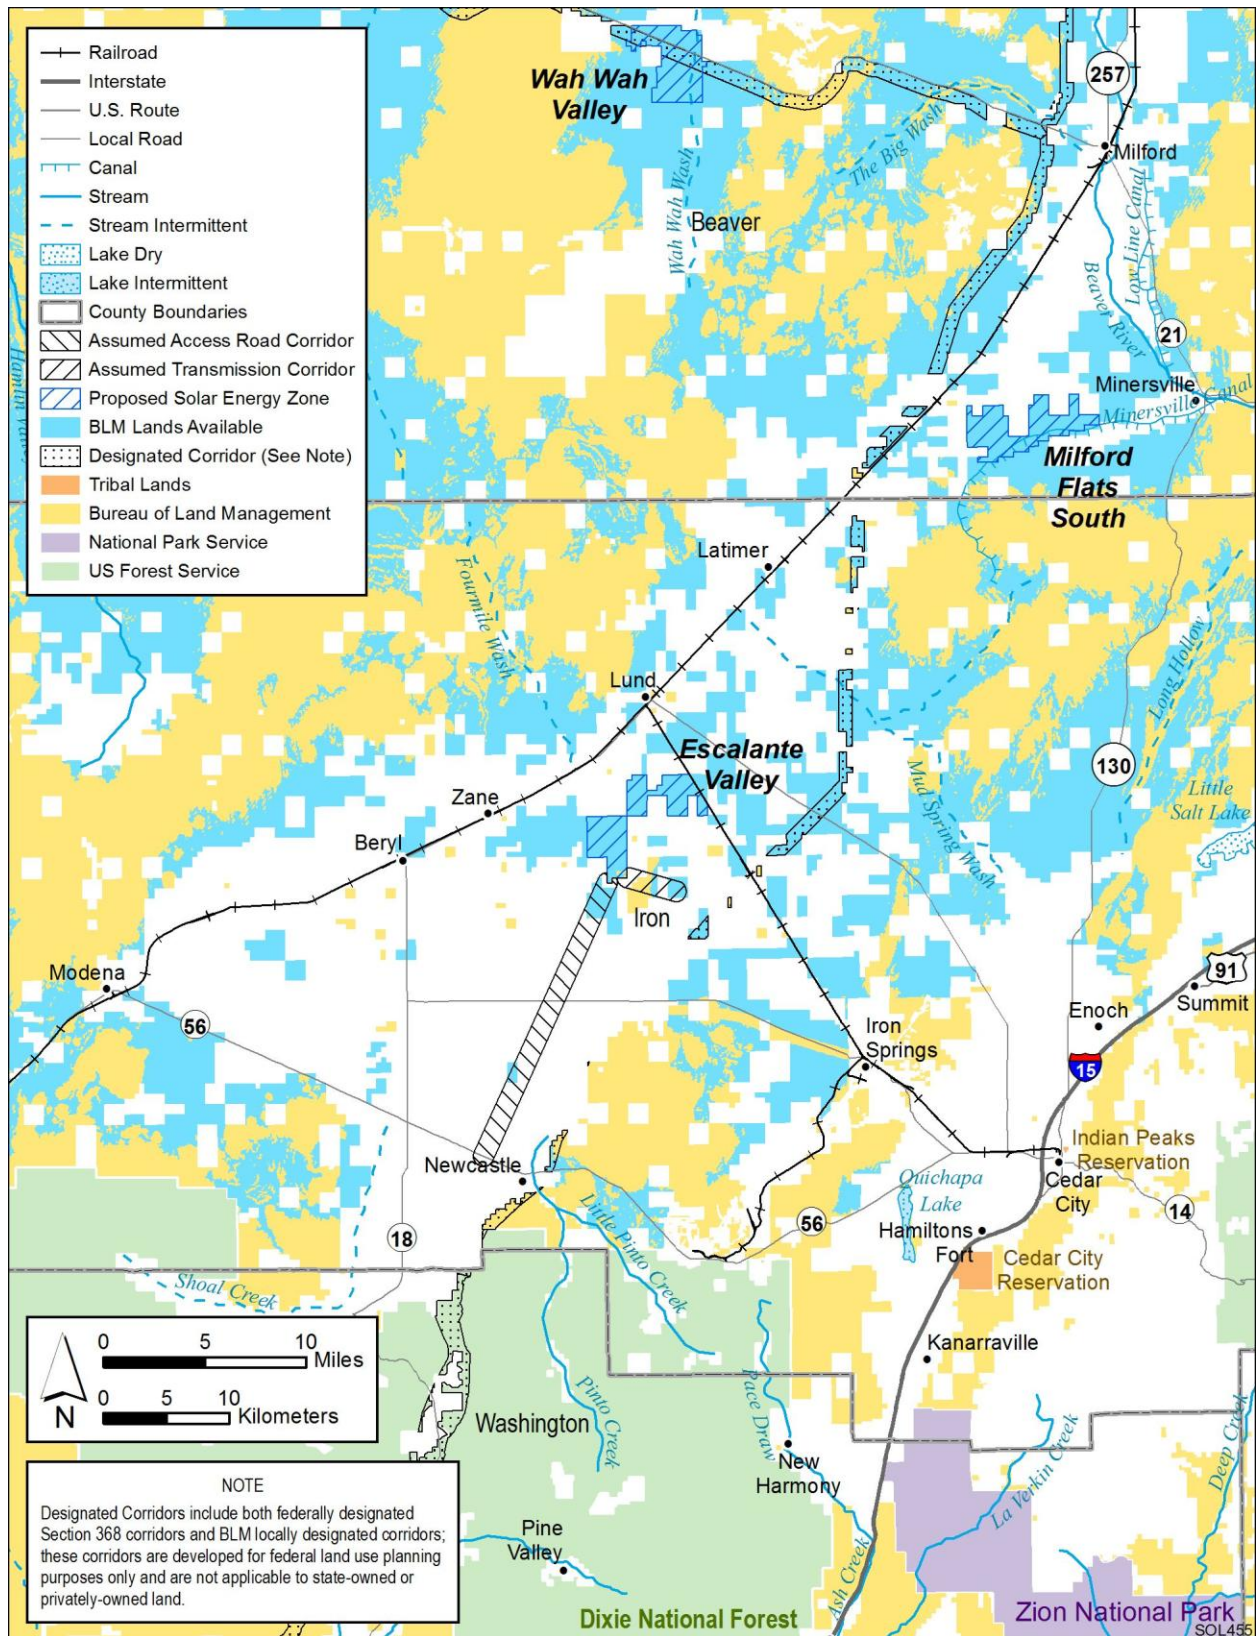 Railroad
Interstate
U.S. Route
Local Road
Canal
Stream
Stream Intermittent
Lake Dry
Lake Intermittent
County Boundaries
Assumed Access Road Corridor
Assumed Transmission Corridor
Proposed Solar Energy Zone
BLM Lands Available
Designated Corridor (See Note)
Tribal Lands
Bureau of Land Management
National Park Service
US Forest Service
Wah Wah
Valley
257
Milford
The Big Wash
Wah Wah Wash
Beaver
Low Line Canal
Beaver River
21
Minersville
Minersville Canal
Milford
Flats
South
Latimer
Fourmile Wash
Lund
Long Hollow
Escalante
Valley
130
Little
Salt Lake
Mud Spring Wash
Zane
Beryl
Iron
Modena
56
91
Summit
Enoch
Iron
Springs
15
Indian Peaks
Reservation
Cedar
City
Newcastle
Quichapa
Lake
Little Pinto Creek
18
56
14
Hamiltons
Fort
Cedar City
Reservation
Shoal Creek
Kanarraville
0 5 10
Miles
0 5 10
Kilometers
N
Pinto Creek
Pace Draw
Washington
La Verkin Creek
Deep Creek
New
Harmony
Pine
Valley
Ash Creek
Dixie National Forest
Zion National Park
SOL455
NOTE
Designated Corridors include both federally designated
Section 368 corridors and BLM locally designated corridors;
these corridors are developed for federal land use planning
purposes only and are not applicable to state-owned or
privately-owned land.